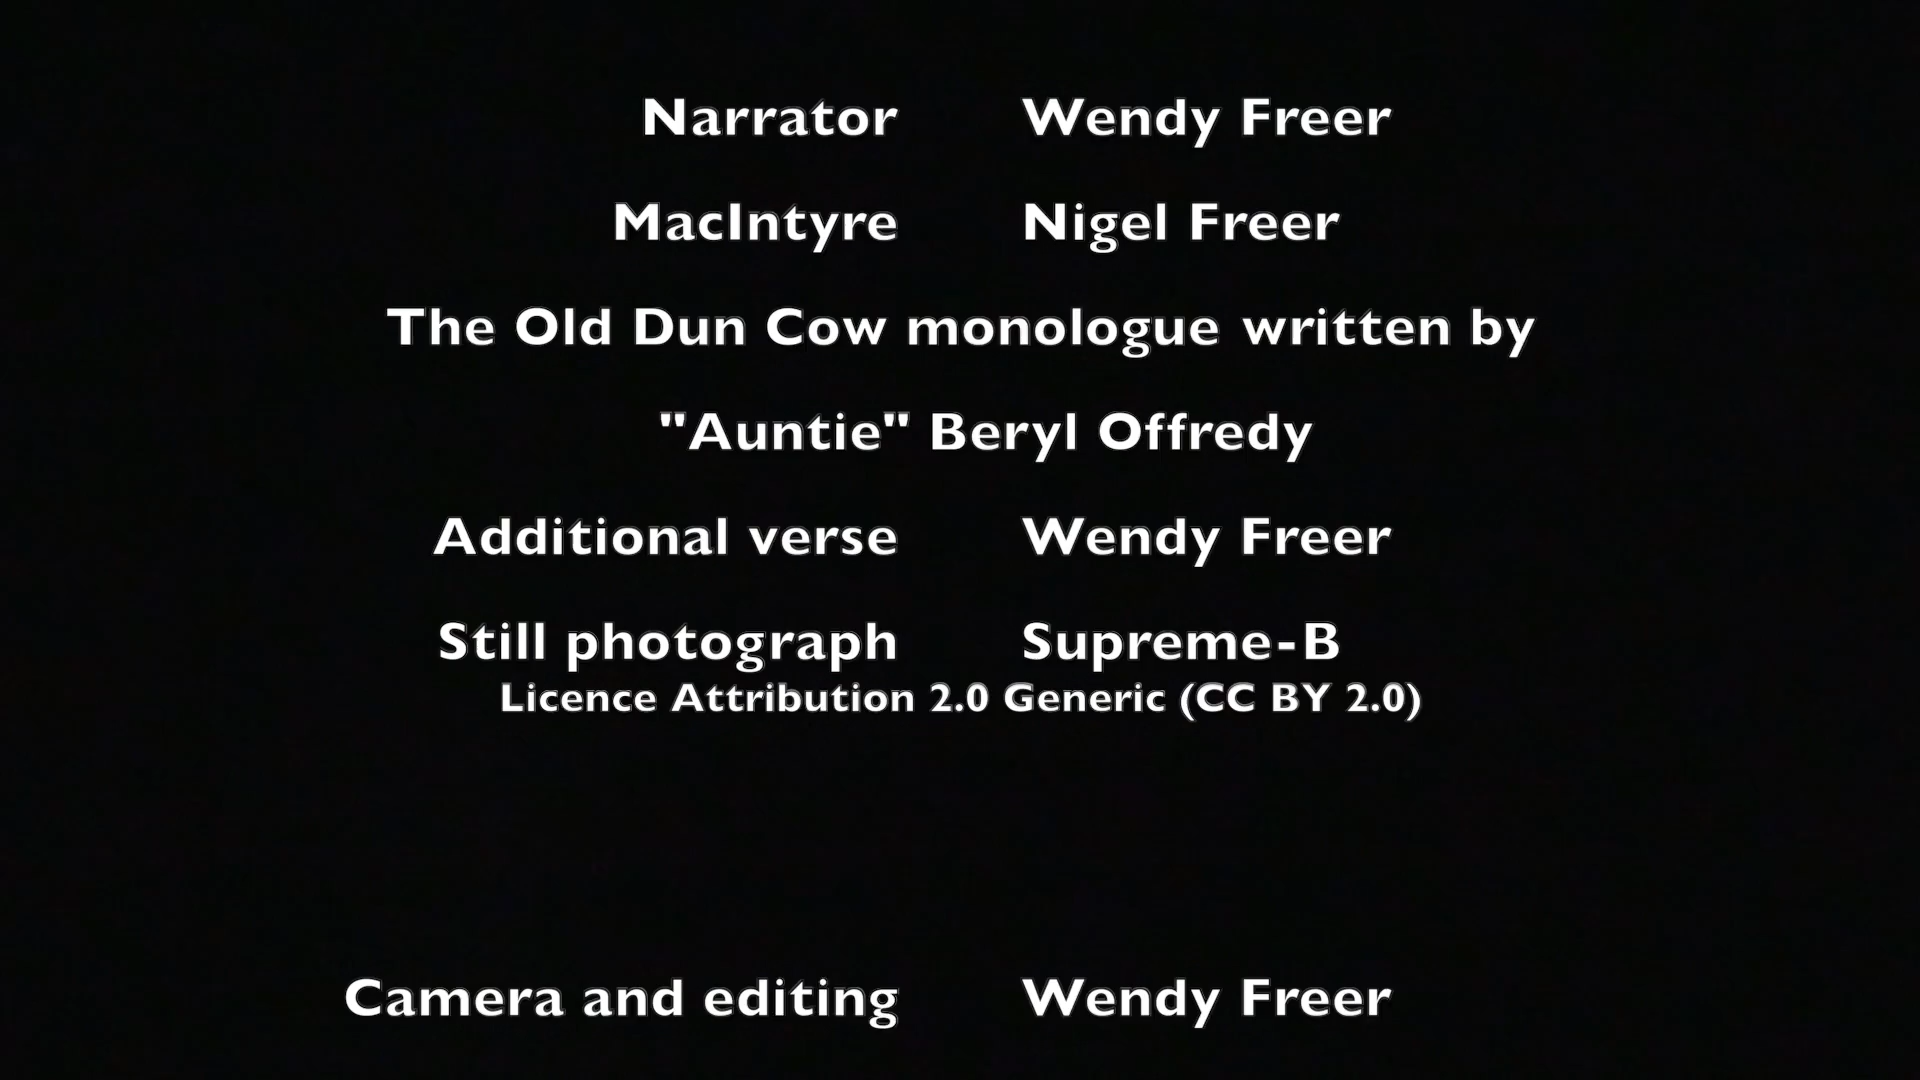 Narrator Wendy Freer
MacIntyre Nigel Freer
The Old Dun Cow monologue written by
"Auntie" Beryl Offredy
Additional verse Wendy Freer
Still photograph Supreme-B
Licence Attribution 2.0 Generic (CC BY 2.0)
Camera and editing Wendy Freer